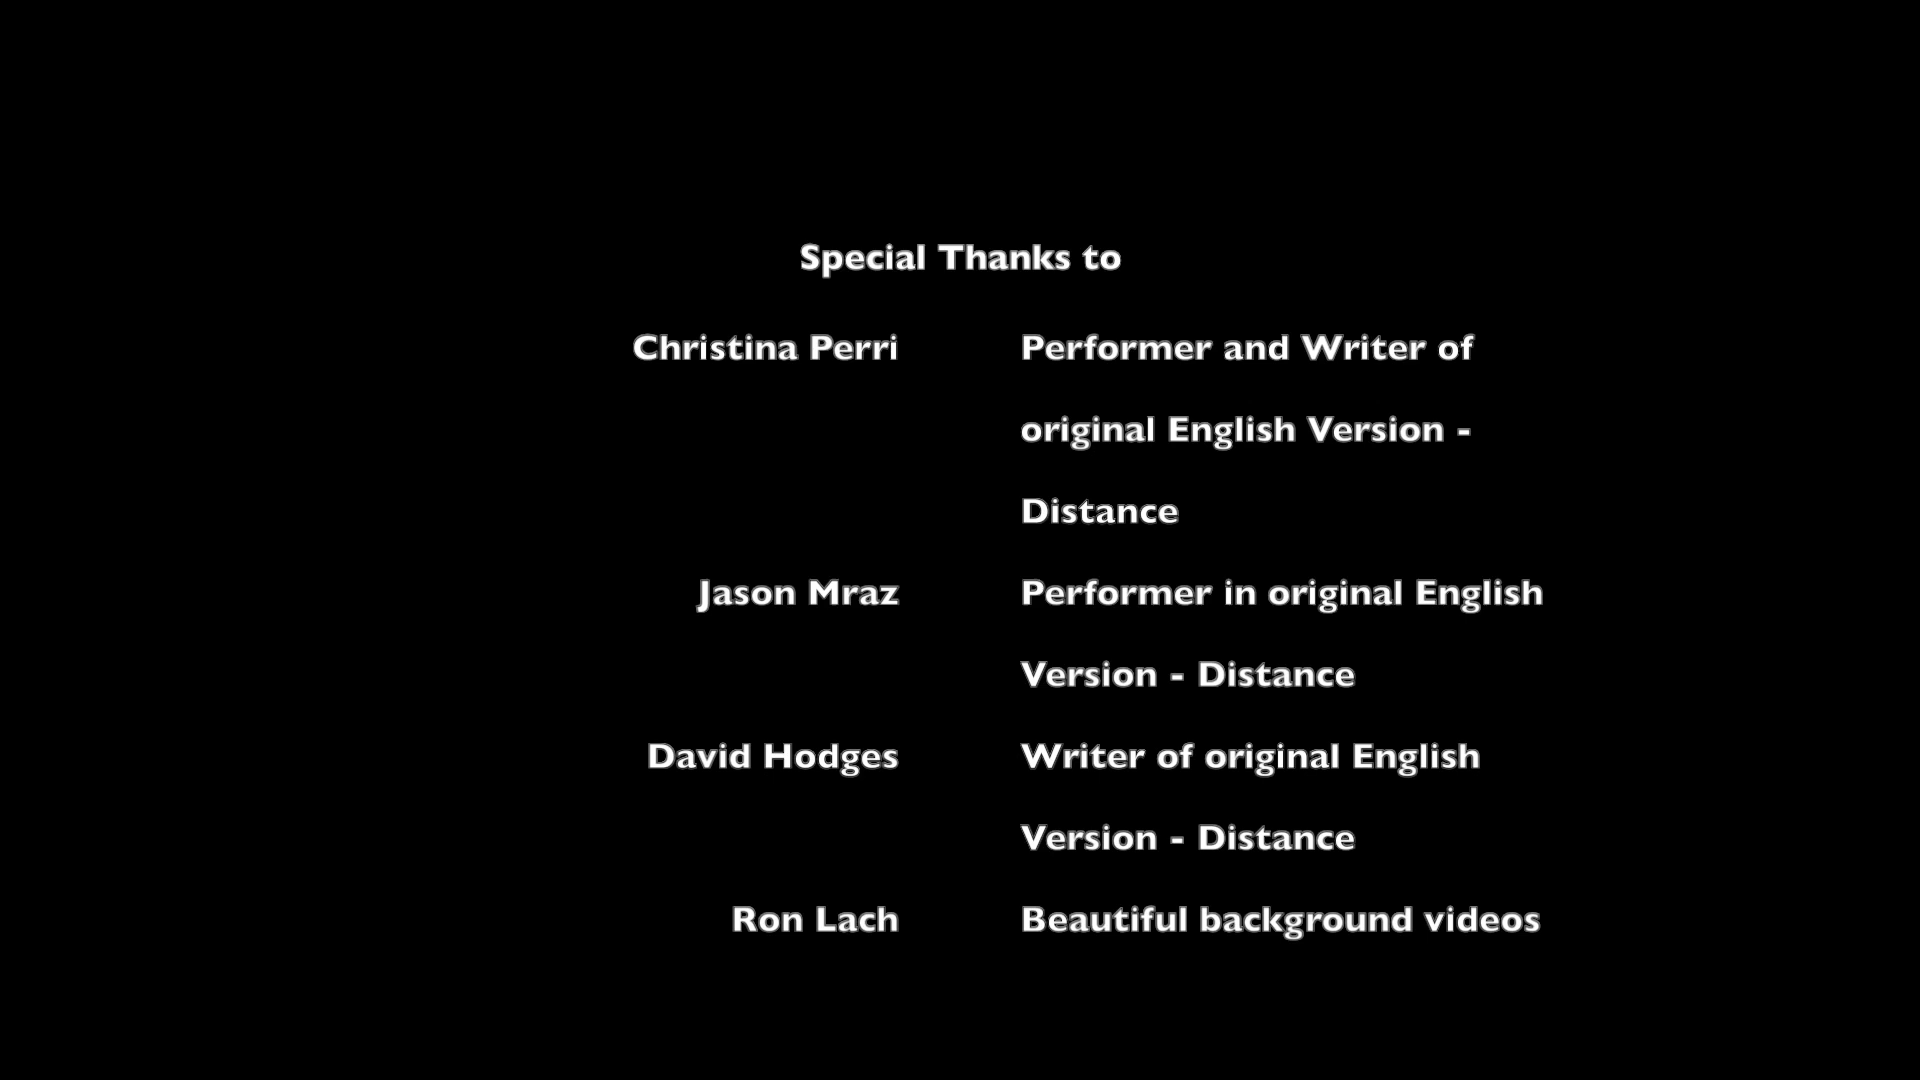 Special Thanks to
Christina Perri Performer and Writer of
original English Version -
Distance
Jason Mraz Performer in original English
Version - Distance
David Hodges Writer of original English
Version - Distance
Ron Lach Beautiful background videos